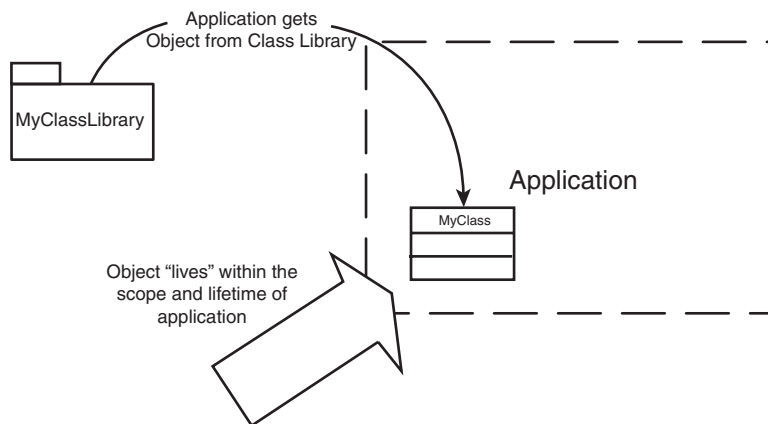 Application gets
Object from Class Library
MyClassLibrary
Application
MyClass
Object “lives” within the
scope and lifetime of
application